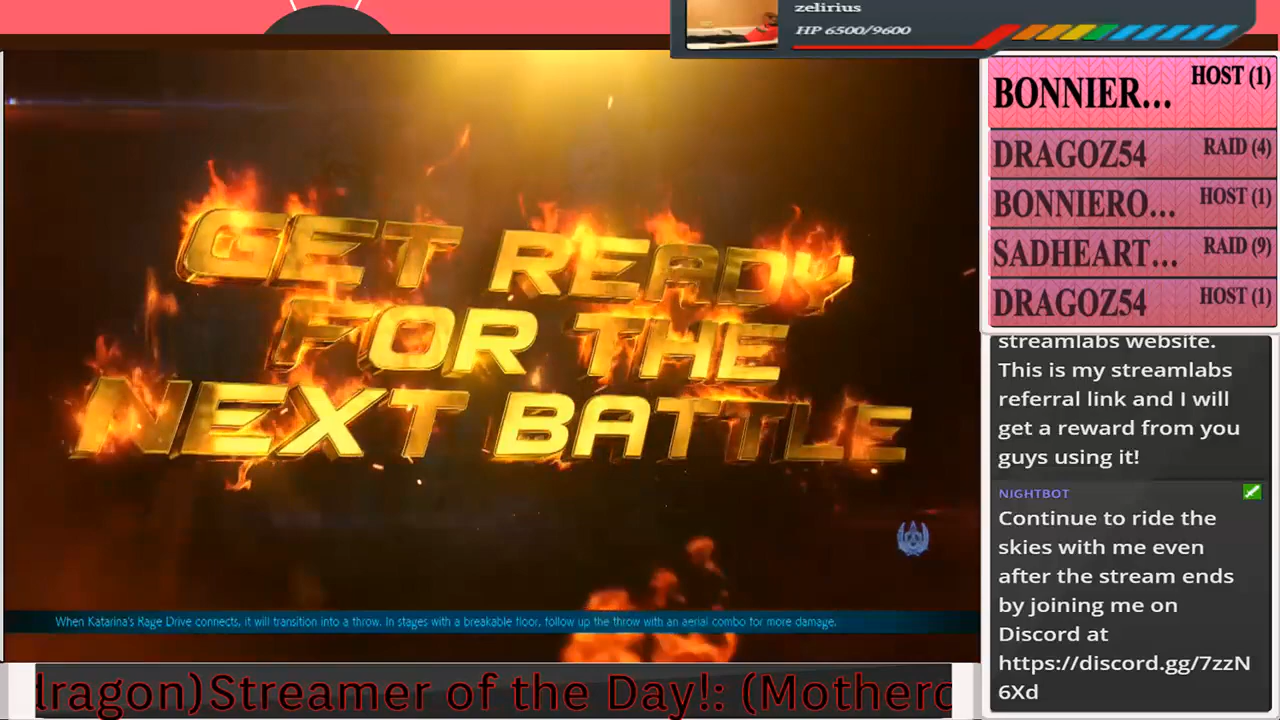 zelirius
HP 6500/9600
GET READY
FOR THE
NEXT BATTLE
When Katarina's Rage Drive connects, it will transition into a throw. In stages with a breakable floor, follow up the throw with an aerial combo for more damage.
BONNIER... HOST (1)
DRAGOZ54 RAID (4)
BONNIERO... HOST (1)
SADHEART... RAID (9)
DRAGOZ54 HOST (1)
streamlabs website.
This is my streamlabs
referral link and I will
get a reward from you
guys using it!
NIGHTBOT
Continue to ride the
skies with me even
after the stream ends
by joining me on
Discord at
https://discord.gg/7zzN
6Xd
dragon)Streamer of the Day!: (Motherd